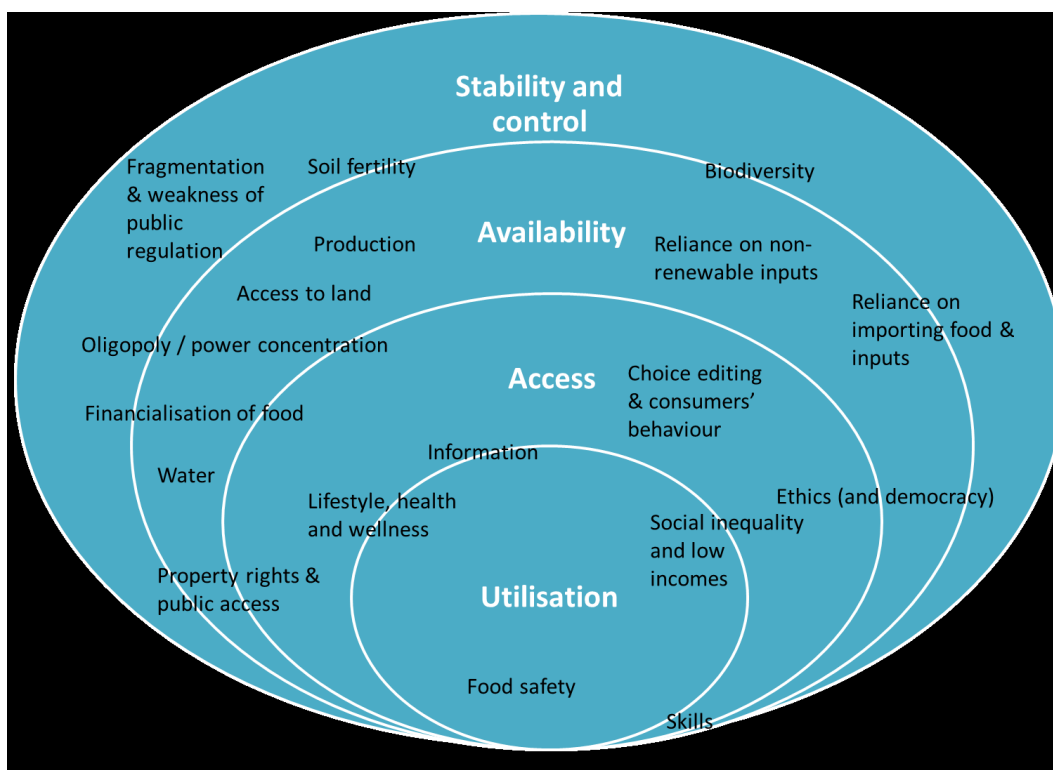 Stability and
control
Fragmentation
& weakness of
public
regulation
Soil fertility
Biodiversity
Production
Availability
Reliance on non-
renewable inputs
Access to land
Reliance on
importing food &
inputs
Oligopoly / power concentration
Access
Choice editing
& consumers’
behaviour
Financialisation of food
Information
Water
Lifestyle, health
and wellness
Ethics (and democracy)
Social inequality
and low
incomes
Property rights &
public access
Utilisation
Food safety
Skills